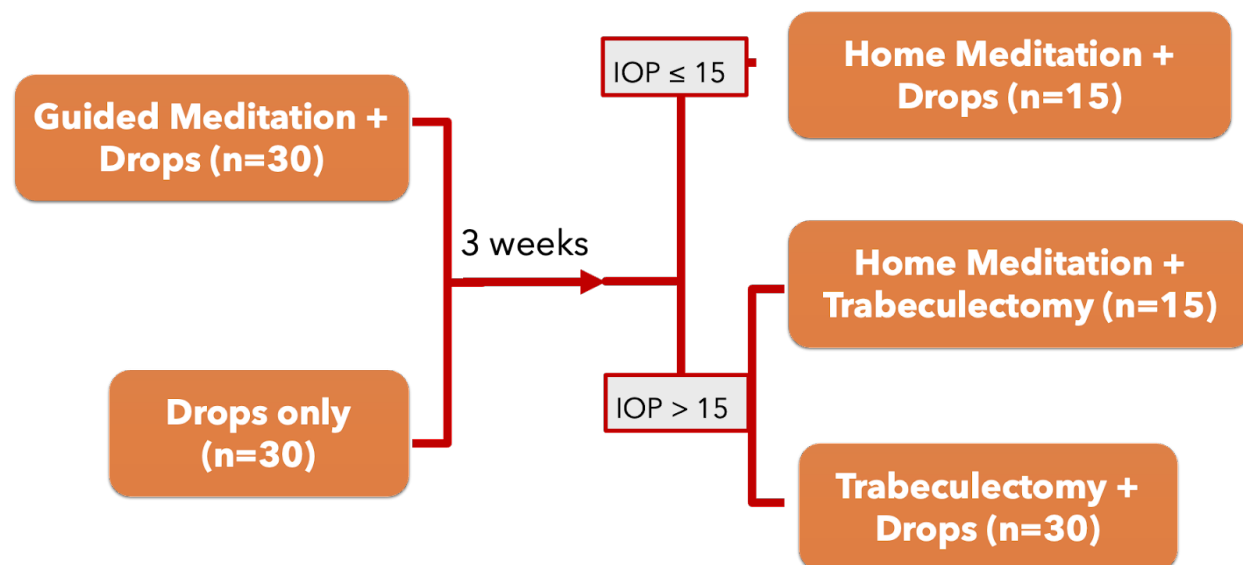 Guided Meditation +
Drops (n=30)
Drops only
(n=30)
3 weeks
IOP ≤ 15
IOP > 15
Home Meditation +
Drops (n=15)
Home Meditation +
Trabeculectomy (n=15)
Trabeculectomy +
Drops (n=30)